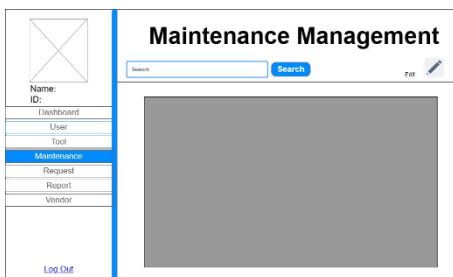 Maintenance Management
Search
Search
Edit
Name:
ID:
Dashboard
User
Tool
Maintenance
Request
Report
Vendor
Log Out